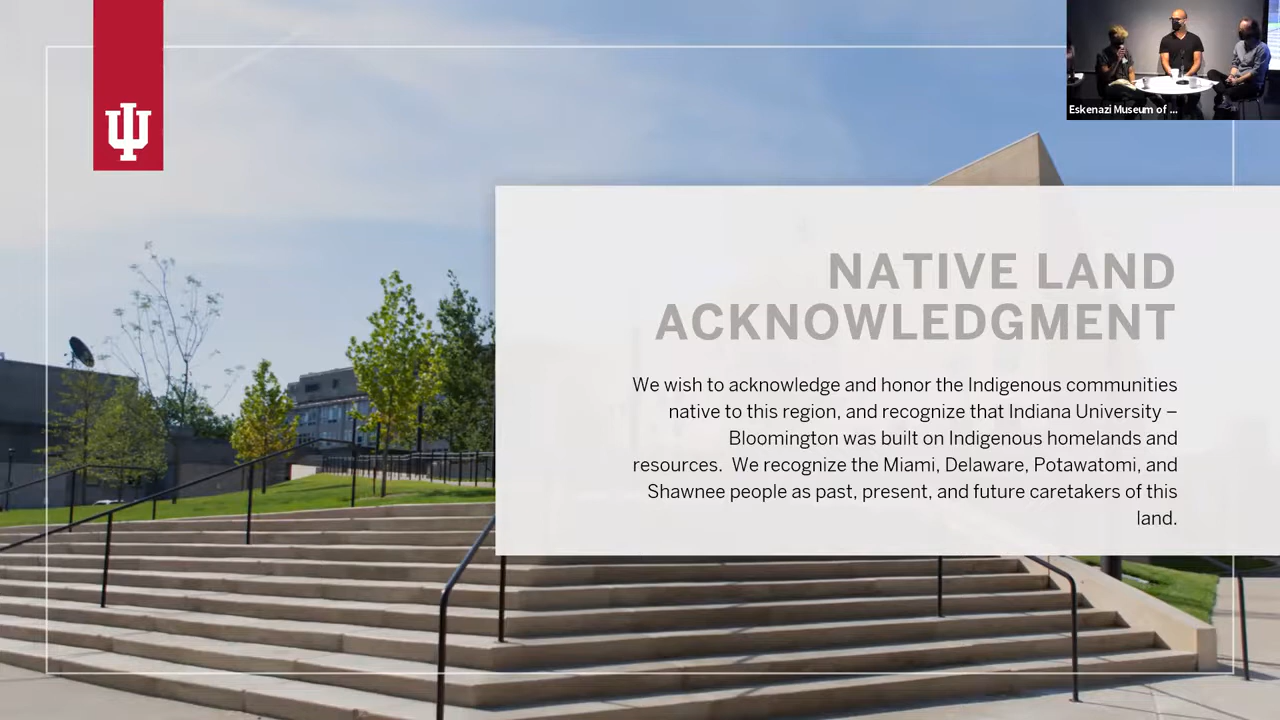 Eskenazi Museum of ...
NATIVE LAND
ACKNOWLEDGMENT
We wish to acknowledge and honor the Indigenous communities
native to this region, and recognize that Indiana University –
Bloomington was built on Indigenous homelands and
resources.  We recognize the Miami, Delaware, Potawatomi, and
Shawnee people as past, present, and future caretakers of this
land.